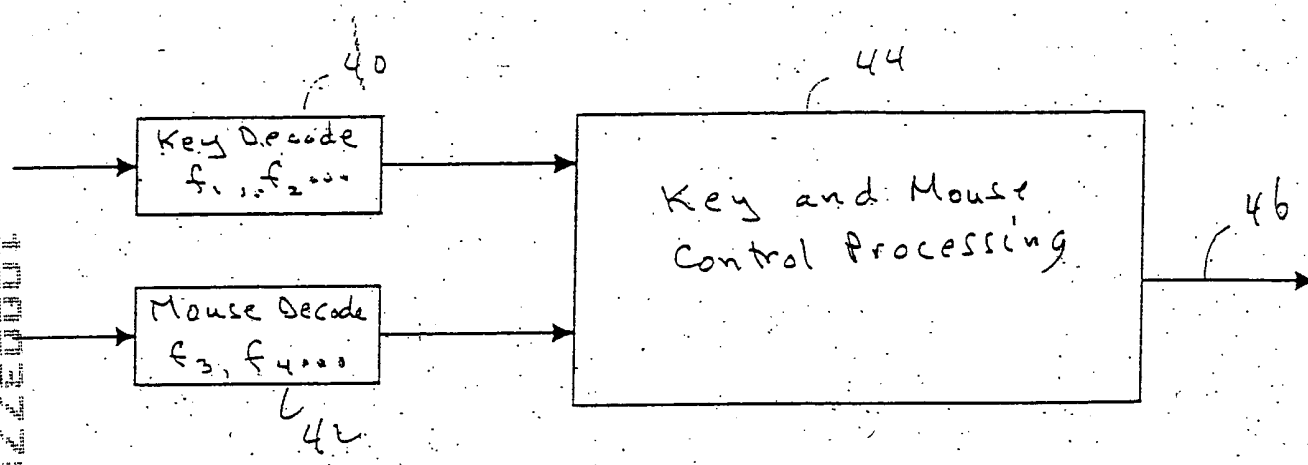 40
44
Key Decode
f1, f2...
Key and Mouse
Control Processing
46
Mouse Decode
f3, f4...
42